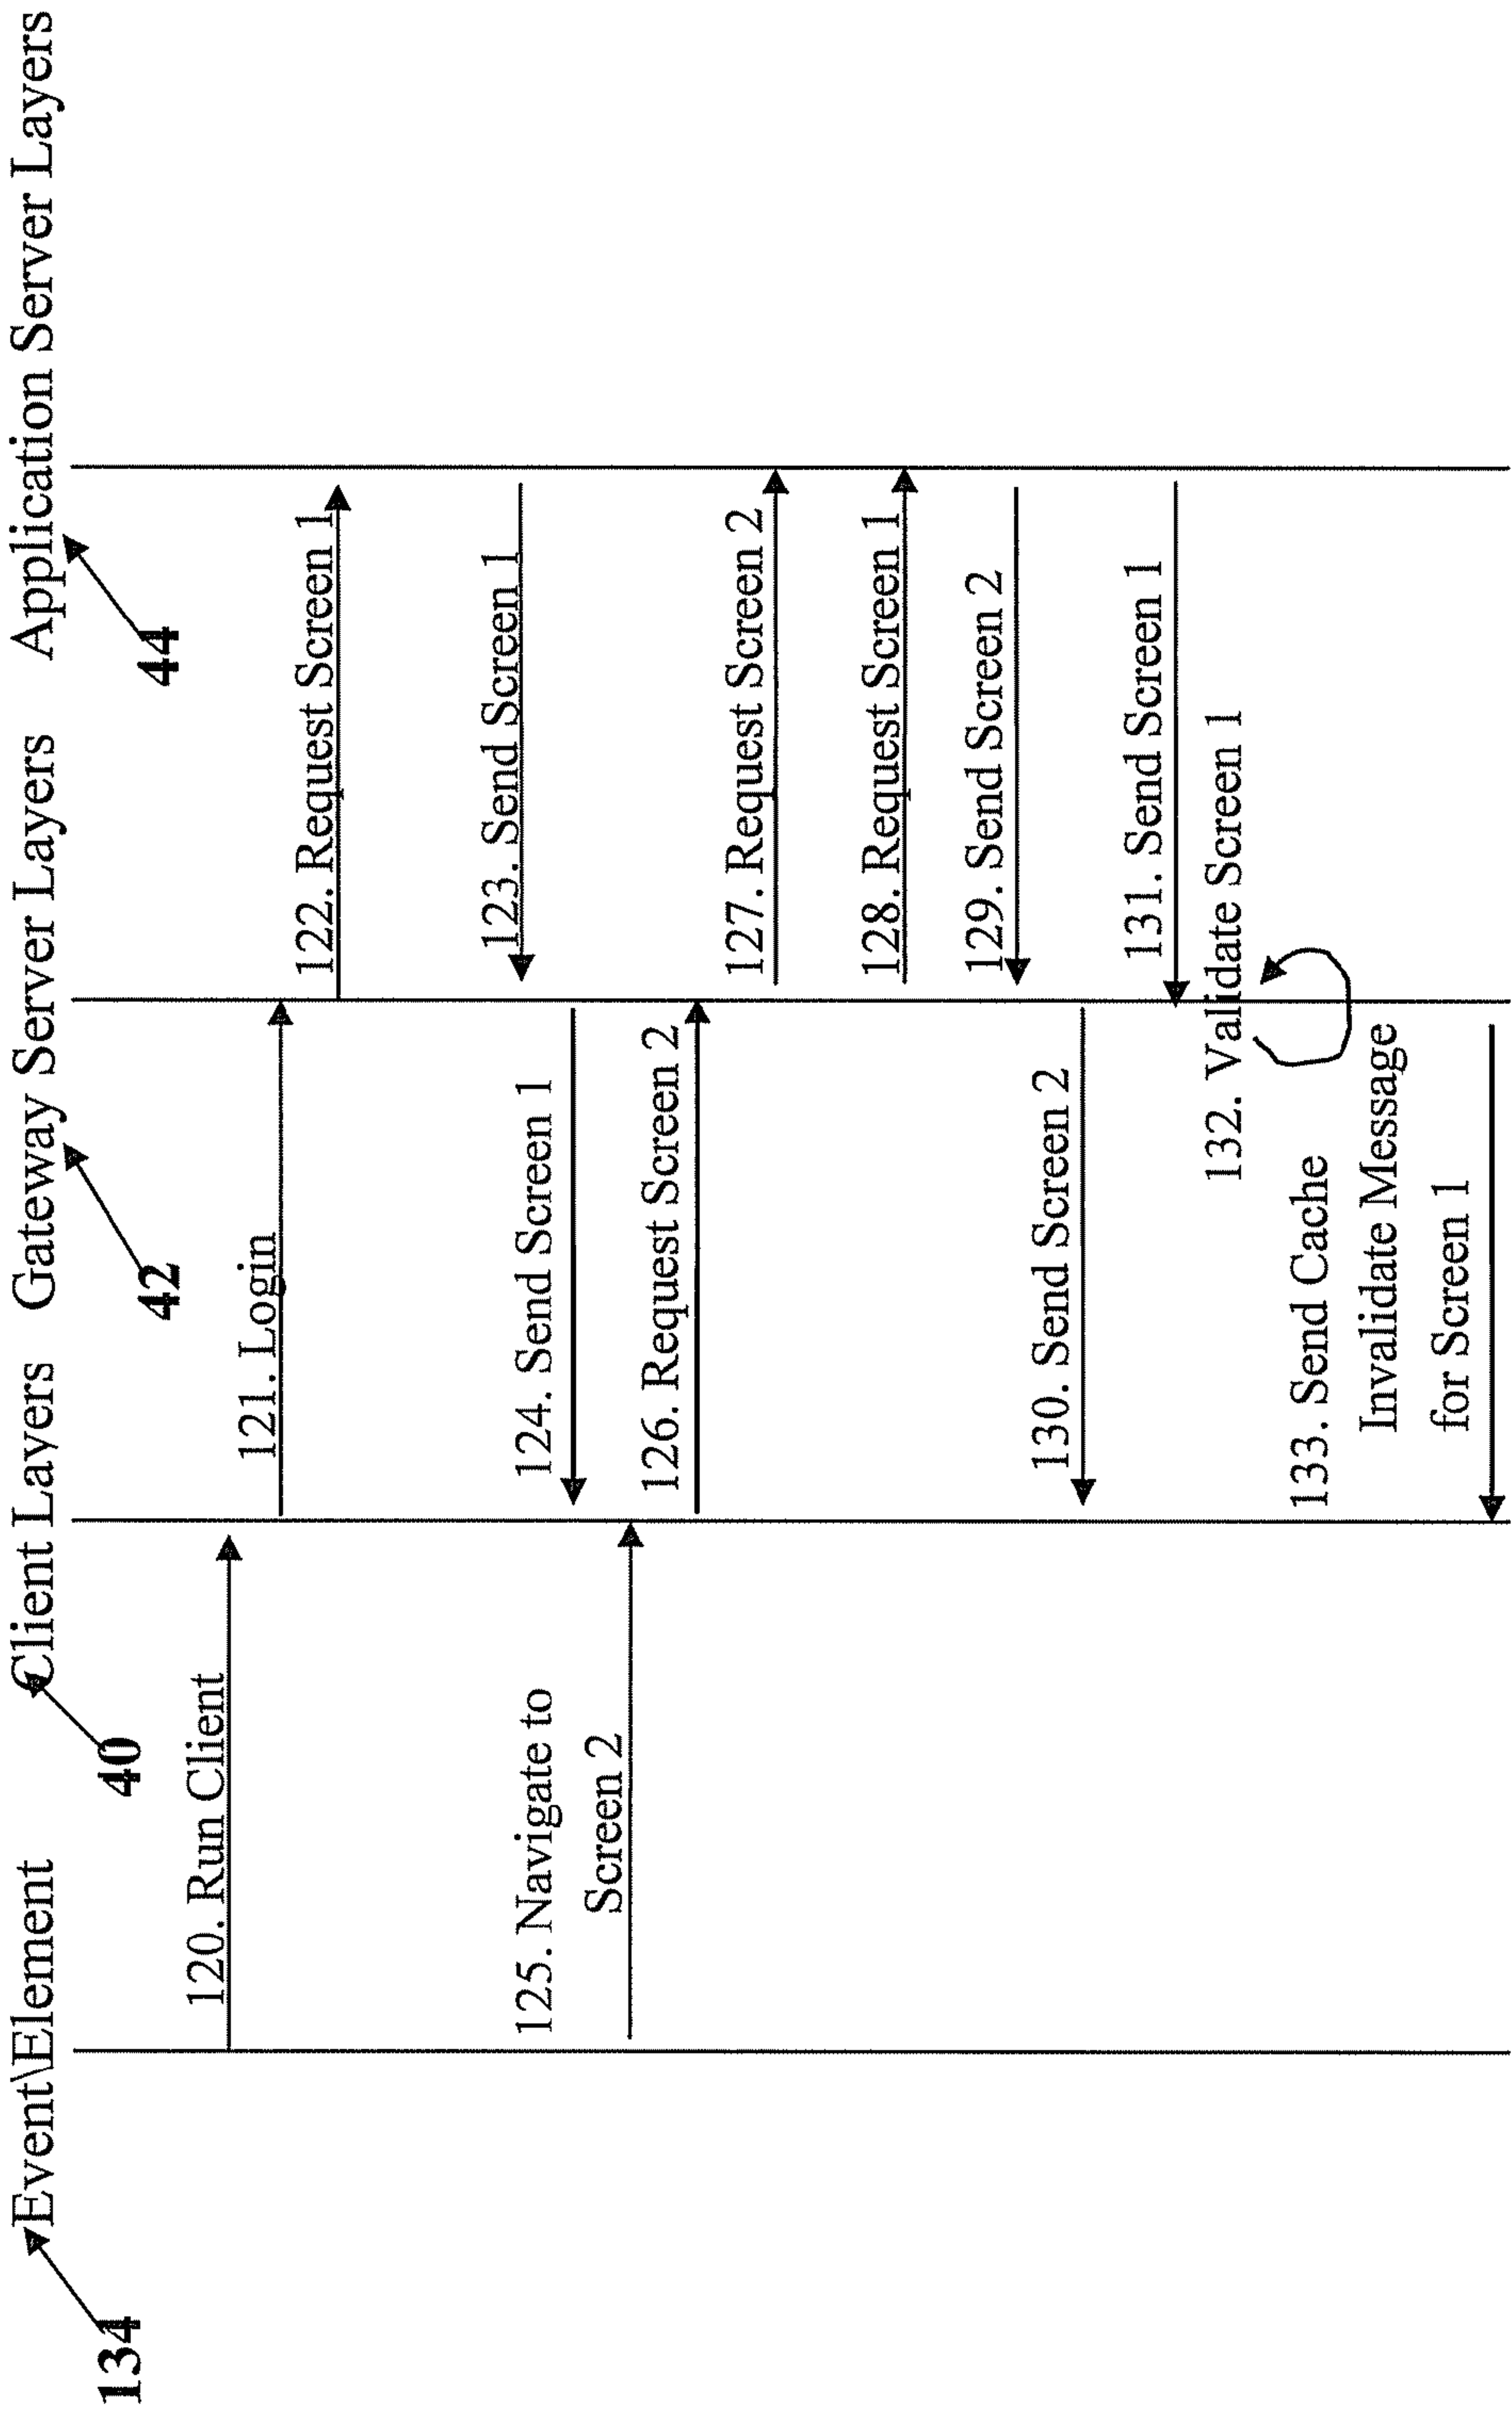 Event\Element
Client Layers
Gateway Server Layers
Application Server Layers
134
40
42
44
120. Run Client
121. Login
122. Request Screen 1
123. Send Screen 1
124. Send Screen 1
125. Navigate to
Screen 2
126. Request Screen 2
127. Request Screen 2
128. Request Screen 1
129. Send Screen 2
130. Send Screen 2
131. Send Screen 1
132. Validate Screen 1
133. Send Cache
Invalidate Message
for Screen 1